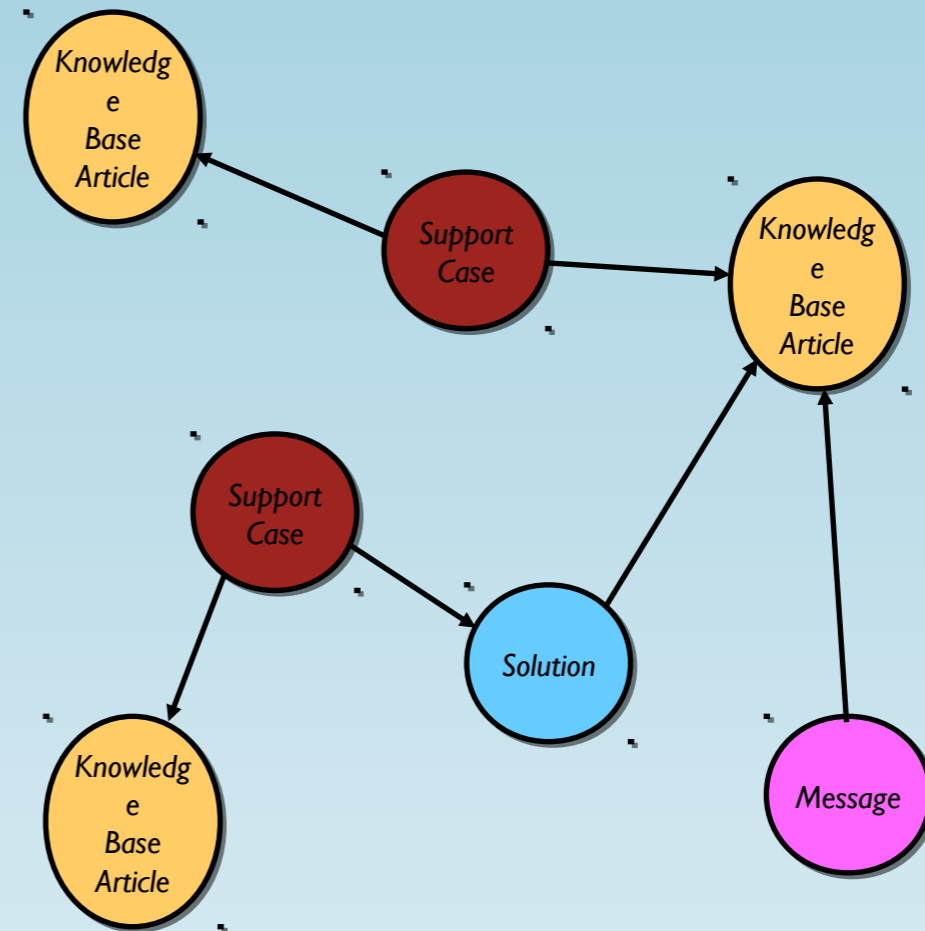 Knowledg
e
Base
Article
Support
Case
Knowledg
e
Base
Article
Support
Case
Solution
Knowledg
e
Base
Article
Message